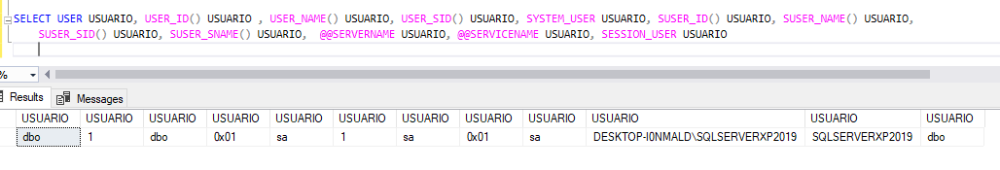 SELECT USER USUARIO, USER_ID() USUARIO , USER_NAME() USUARIO, USER_SID() USUARIO, SYSTEM_USER USUARIO, SUSER_ID() USUARIO, SUSER_NAME() USUARIO,
SUSER_SID() USUARIO, SUSER_SNAME() USUARIO, @@SERVERNAME USUARIO, @@SERVICENAME USUARIO, SESSION_USER USUARIO
%
Results Messages
USUARIO USUARIO USUARIO USUARIO USUARIO USUARIO USUARIO USUARIO USUARIO USUARIO USUARIO USUARIO
dbo 1 dbo 0x01 sa 1 sa 0x01 sa DESKTOP-I0NMALD\SQLSERVERXP2019 SQLSERVERXP2019 dbo